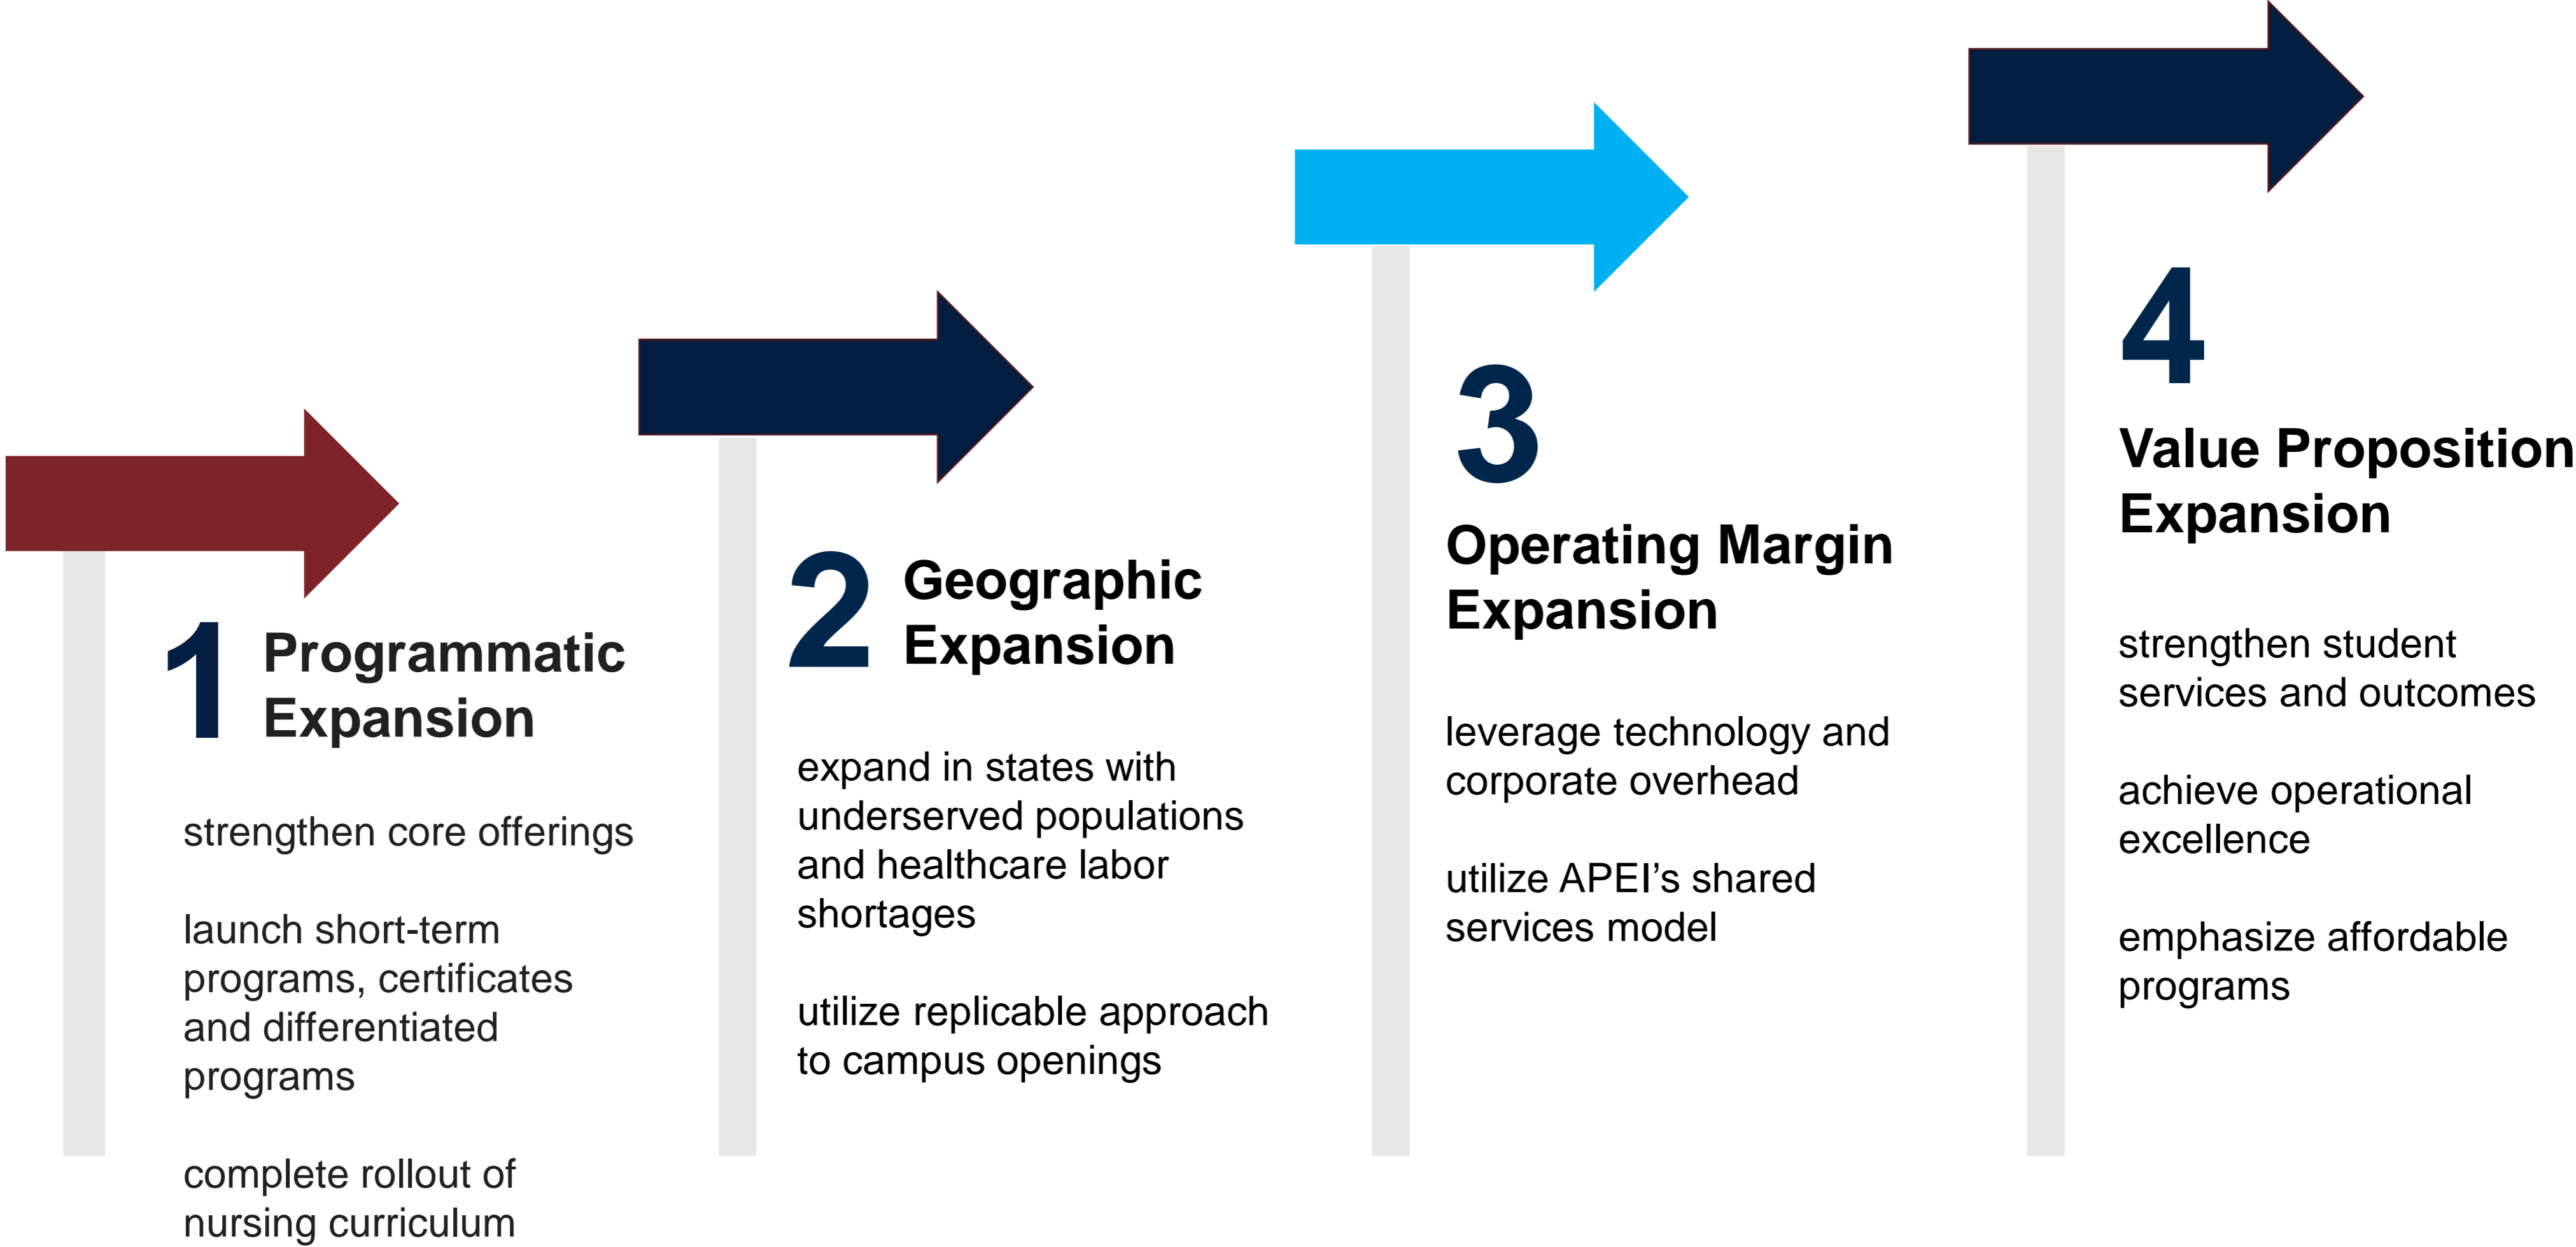 1
Programmatic
Expansion
strengthen core offerings
launch short-term
programs, certificates
and differentiated
programs
complete rollout of
nursing curriculum
2
Geographic
Expansion
expand in states with
underserved populations
and healthcare labor
shortages
utilize replicable approach
to campus openings
3
Operating Margin
Expansion
leverage technology and
corporate overhead
utilize APEI’s shared
services model
4
Value Proposition
Expansion
strengthen student
services and outcomes
achieve operational
excellence
emphasize affordable
programs